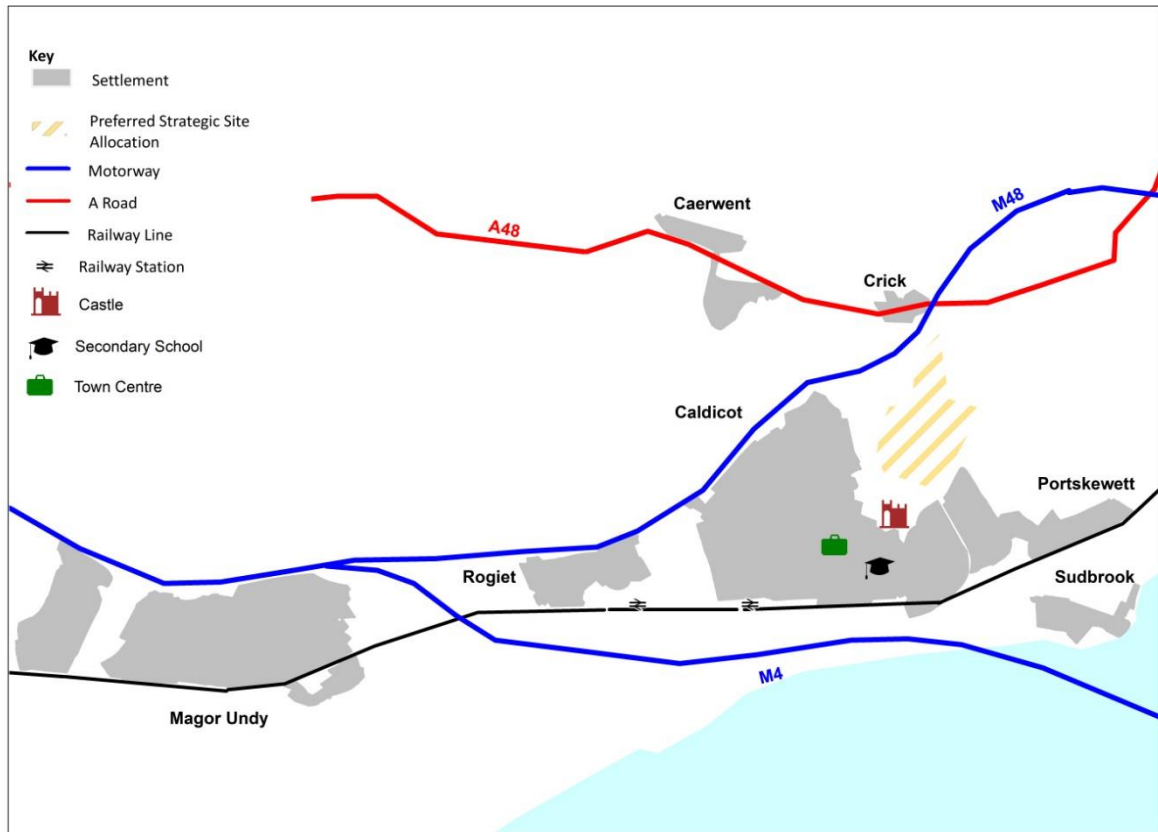 Key
Settlement
Preferred Strategic Site
Allocation
Motorway
A Road
Railway Line
Railway Station
Castle
Secondary School
Town Centre
Caerwent
M48
A48
Crick
Caldicot
Portskewett
Rogiet
Sudbrook
M4
Magor Undy